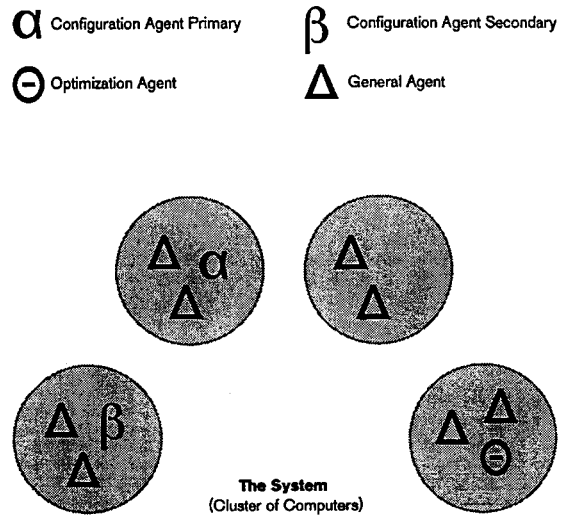 α Configuration Agent Primary
β Configuration Agent Secondary
Θ Optimization Agent
Δ General Agent
Δ α
Δ
Δ
Δ
Δ β
Δ
Δ Δ
Θ
The System
(Cluster of Computers)